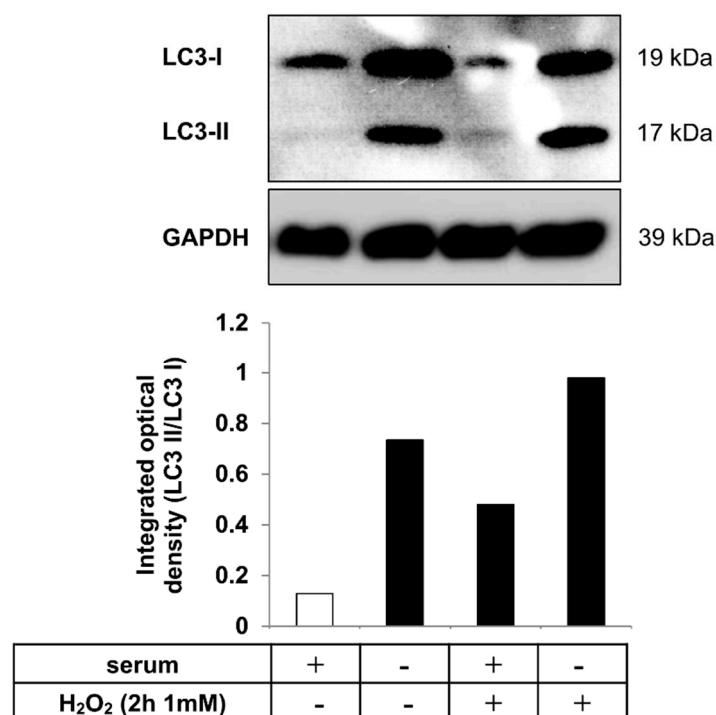 LC3-I 19 kDa
LC3-II 17 kDa
GAPDH 39 kDa
Integrated optical
density (LC3 II/LC3 I)
1.2
1
0.8
0.6
0.4
0.2
0
serum + - + -
H₂O₂ (2h 1mM) - - + +